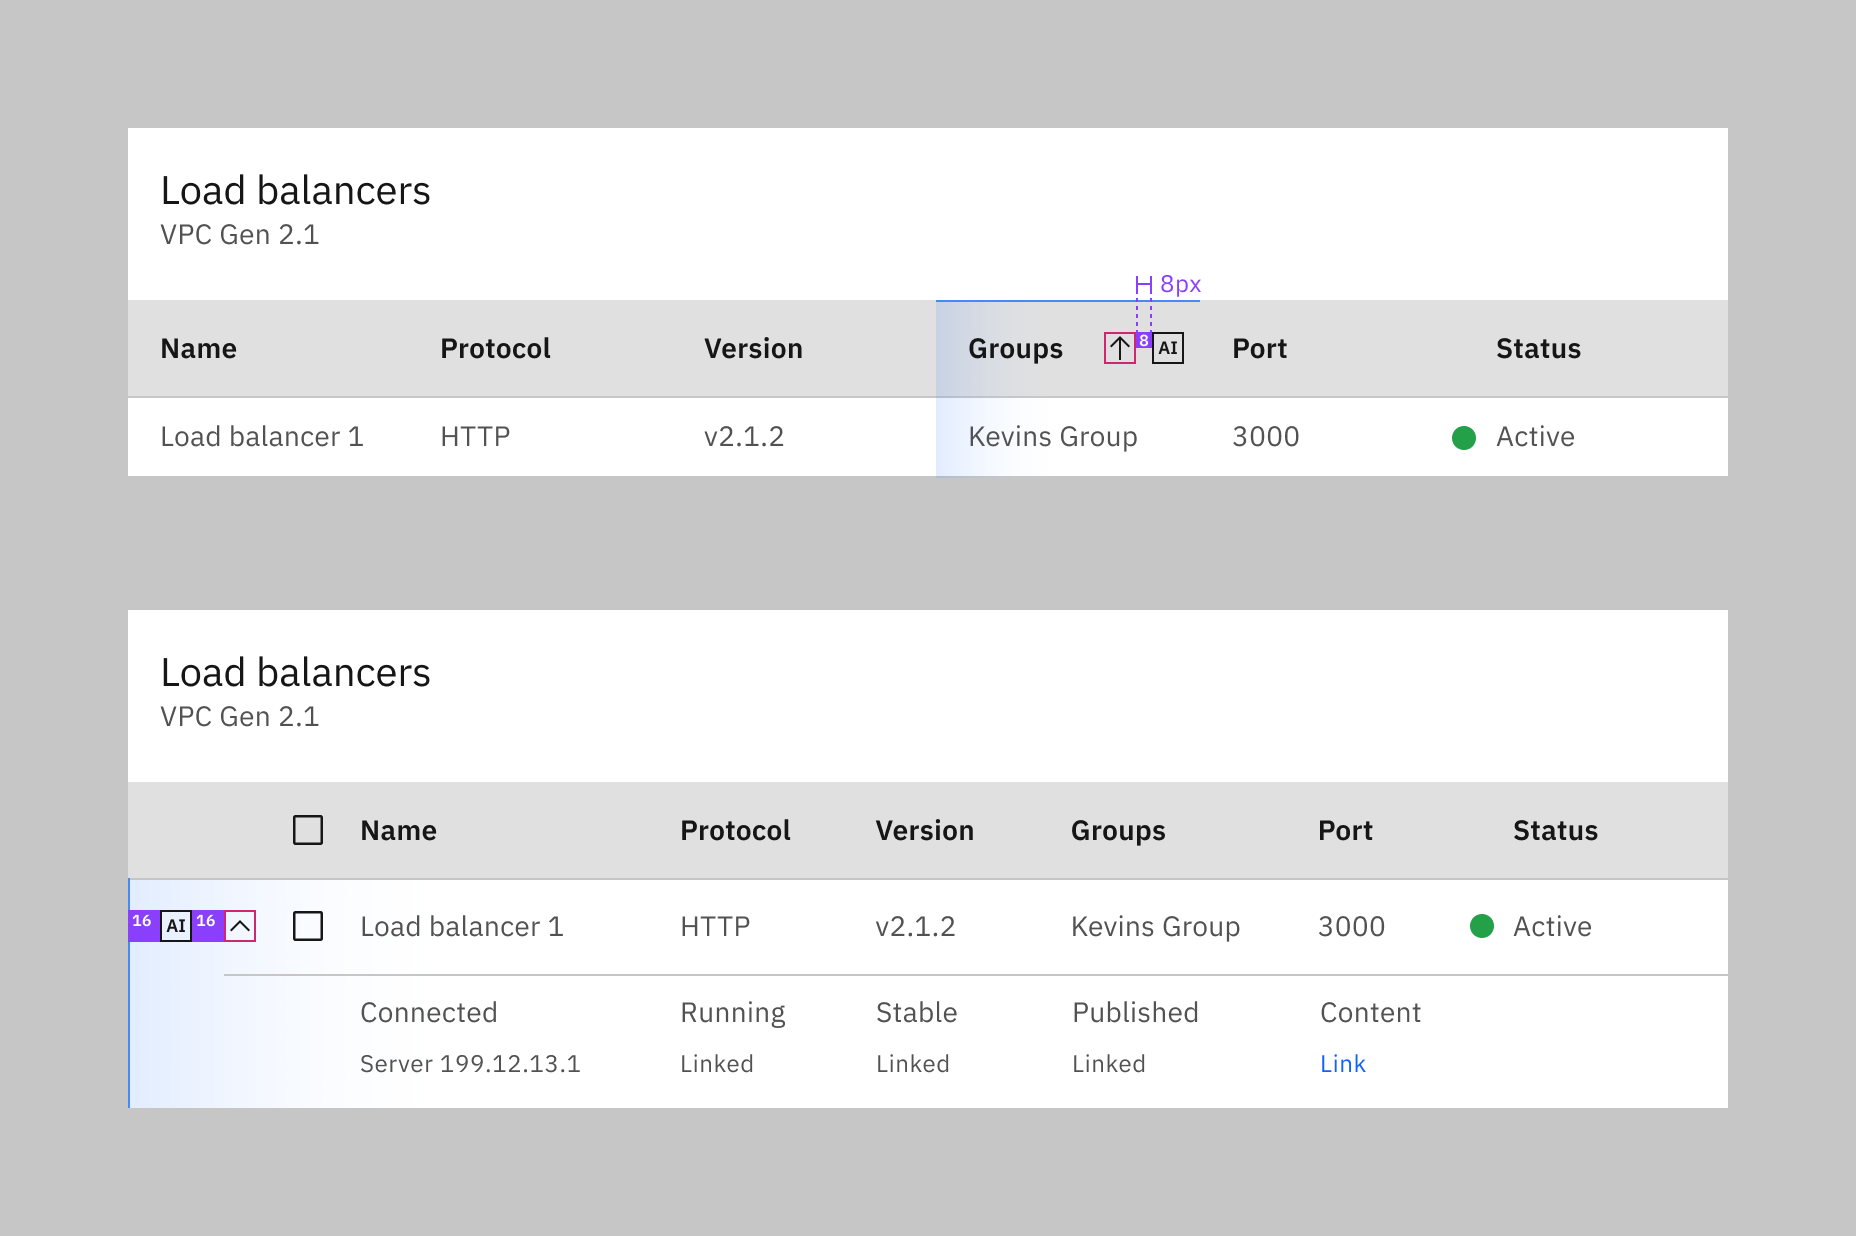 Load balancers
VPC Gen 2.1
8px
Name Protocol Version Groups 8 AI Port Status
Load balancer 1 HTTP v2.1.2 Kevins Group 3000 Active
Load balancers
VPC Gen 2.1
Name Protocol Version Groups Port Status
16 AI 16 Load balancer 1 HTTP v2.1.2 Kevins Group 3000 Active
Connected Running Stable Published Content
Server 199.12.13.1 Linked Linked Linked Link